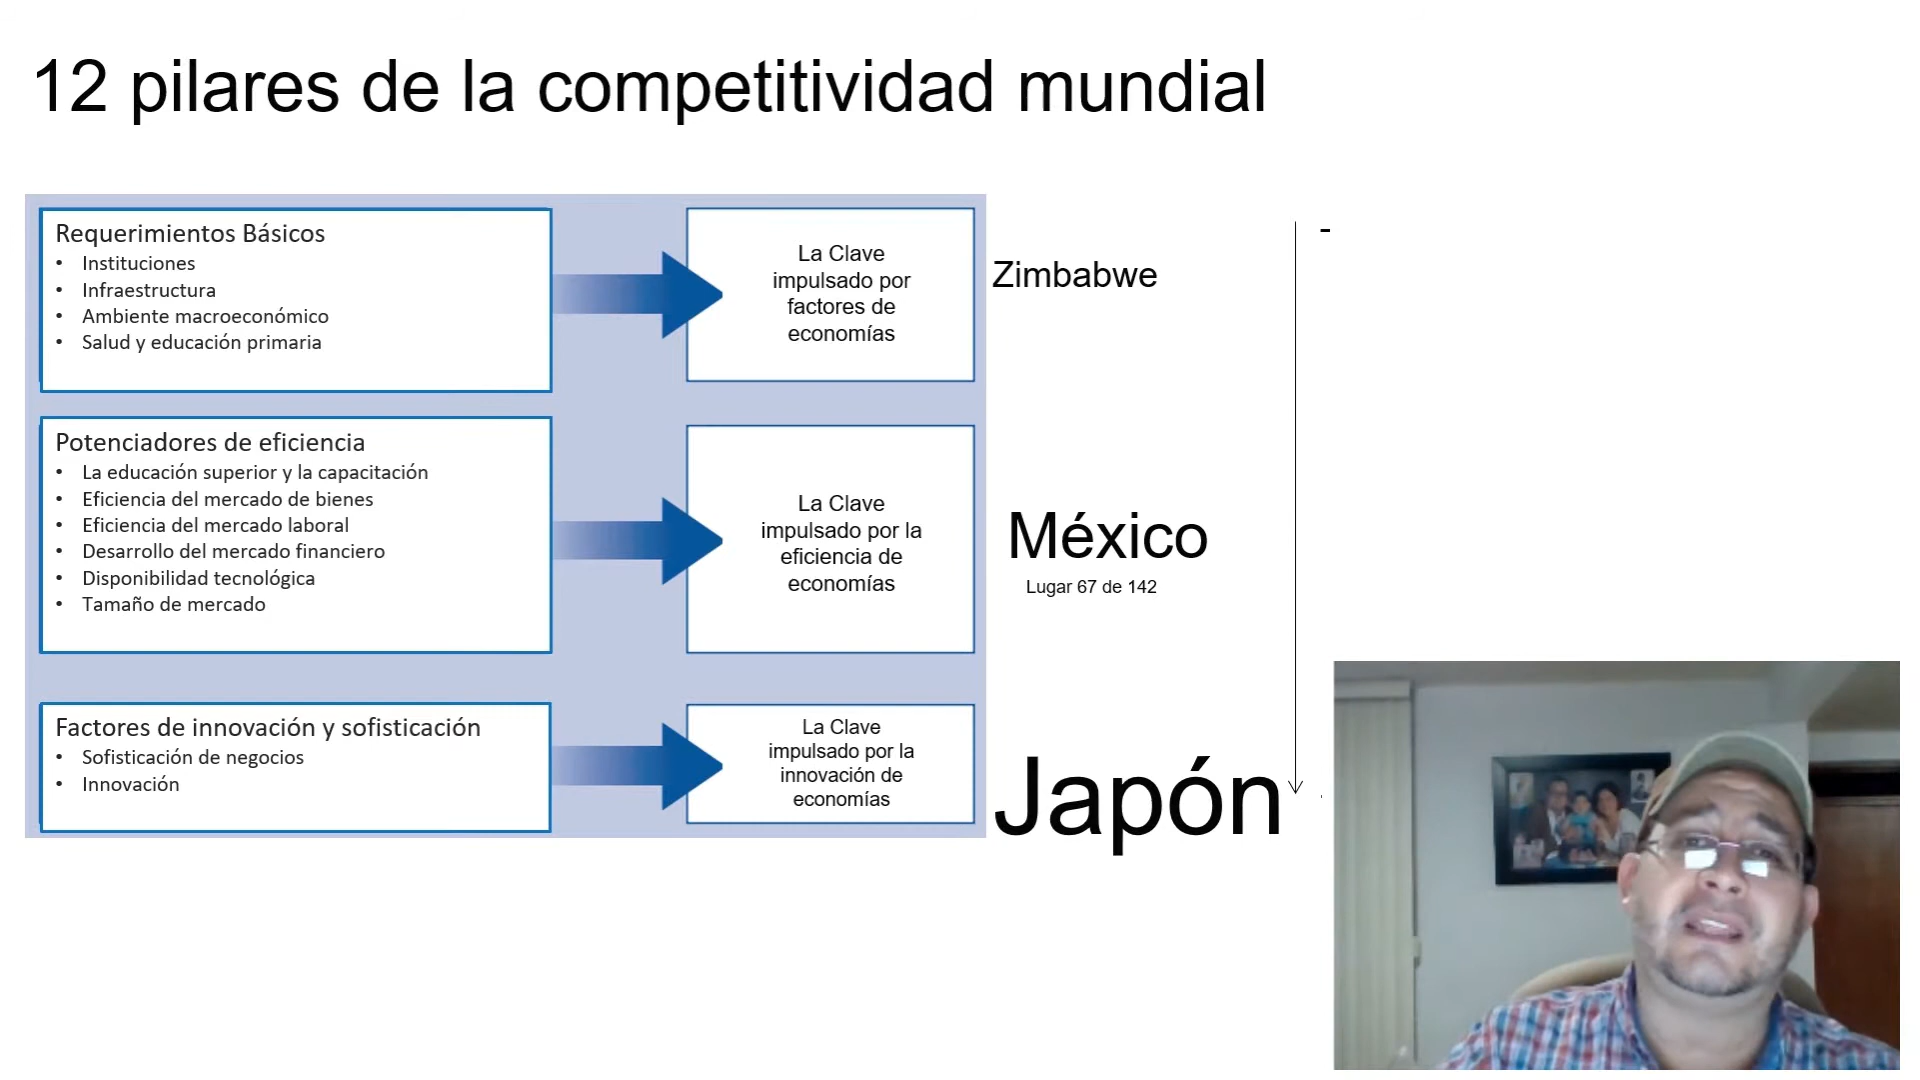 12 pilares de la competitividad mundial
Requerimientos Básicos
• Instituciones
• Infraestructura
• Ambiente macroeconómico
• Salud y educación primaria
La Clave
impulsado por
factores de
economías
Zimbabwe
-
Potenciadores de eficiencia
• La educación superior y la capacitación
• Eficiencia del mercado de bienes
• Eficiencia del mercado laboral
• Desarrollo del mercado financiero
• Disponibilidad tecnológica
• Tamaño de mercado
La Clave
impulsado por la
eficiencia de
economías
México
Lugar 67 de 142
Factores de innovación y sofisticación
• Sofisticación de negocios
• Innovación
La Clave
impulsado por la
innovación de
economías
Japón